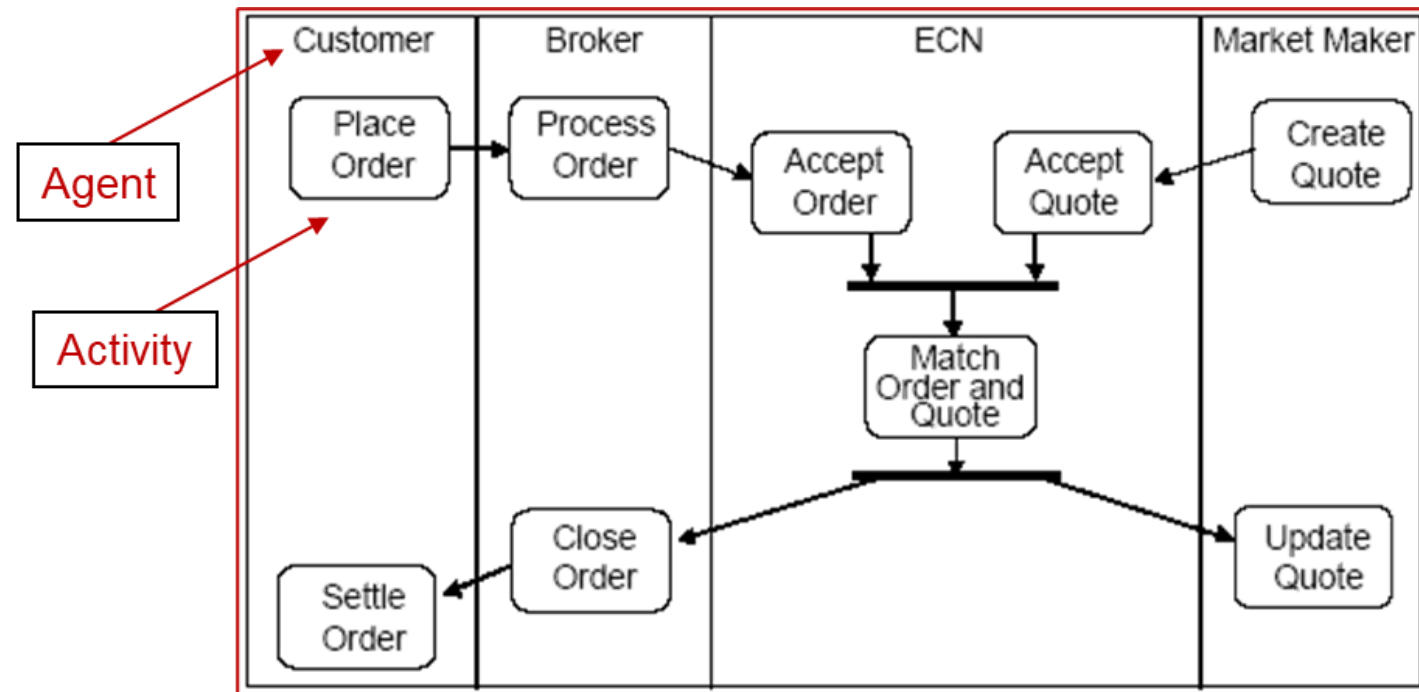 Customer
Broker
ECN
Market Maker
Agent
Activity
Place
Order
Process
Order
Accept
Order
Accept
Quote
Create
Quote
Match
Order and
Quote
Close
Order
Update
Quote
Settle
Order